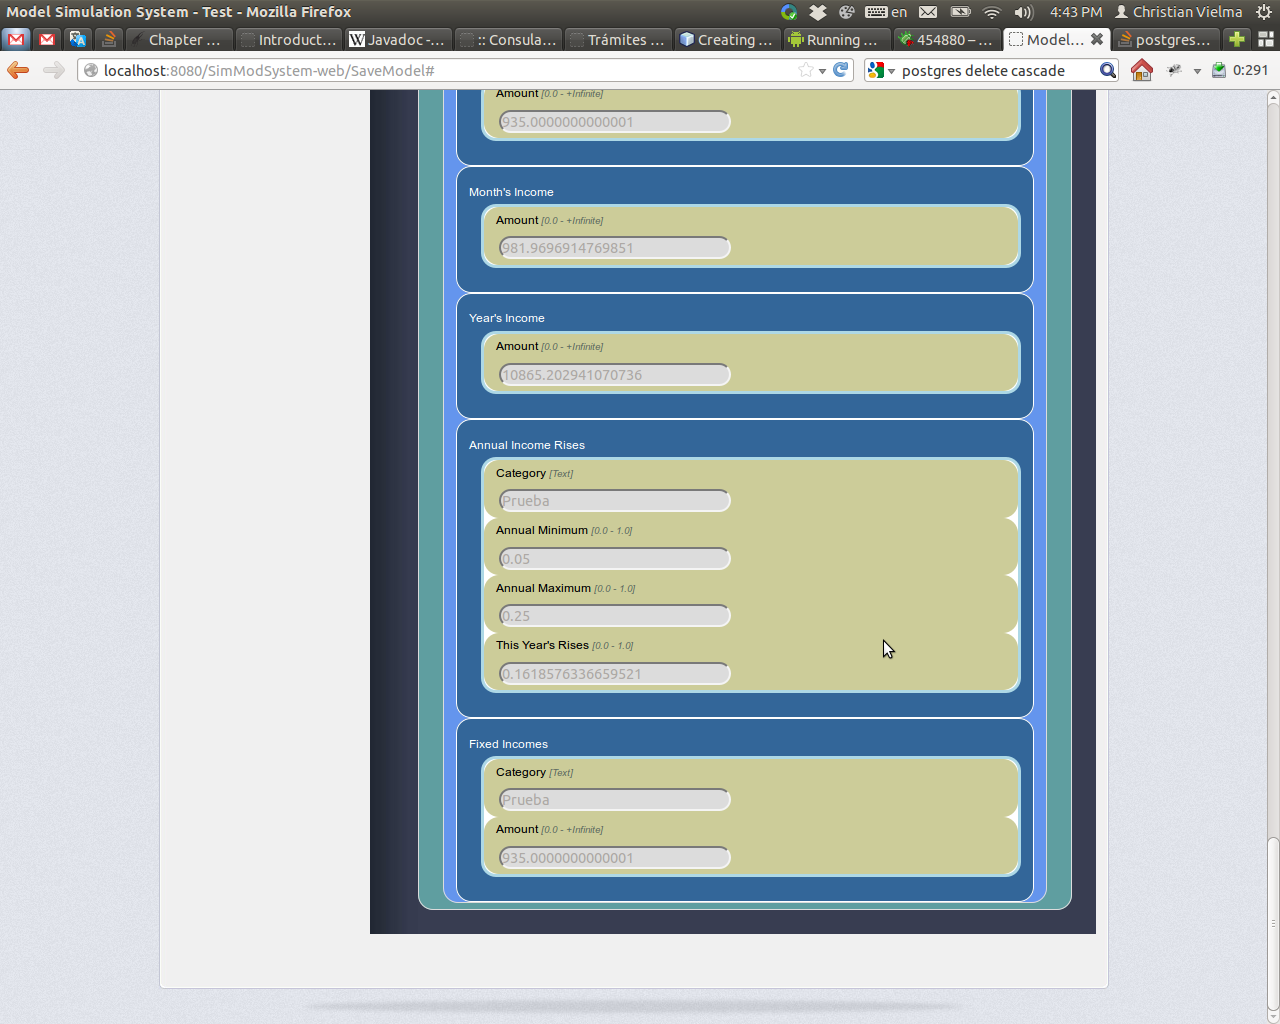 Model Simulation System - Test - Mozilla Firefox
en
4:43 PM
Christian Vielma
Chapter ...
Introduct...
Javadoc -...
:: Consula...
Trámites ...
Creating ...
Running ...
454880 – ...
Model...
postgres...
localhost:8080/SimModSystem-web/SaveModel#
postgres delete cascade
0:291
Amount [0.0 - +Infinite]
935.0000000000001
Month's Income
Amount [0.0 - +Infinite]
981.9696914769851
Year's Income
Amount [0.0 - +Infinite]
10865.202941070736
Annual Income Rises
Category [Text]
Prueba
Annual Minimum [0.0 - 1.0]
0.05
Annual Maximum [0.0 - 1.0]
0.25
This Year's Rises [0.0 - 1.0]
0.1618576336659521
Fixed Incomes
Category [Text]
Prueba
Amount [0.0 - +Infinite]
935.0000000000001